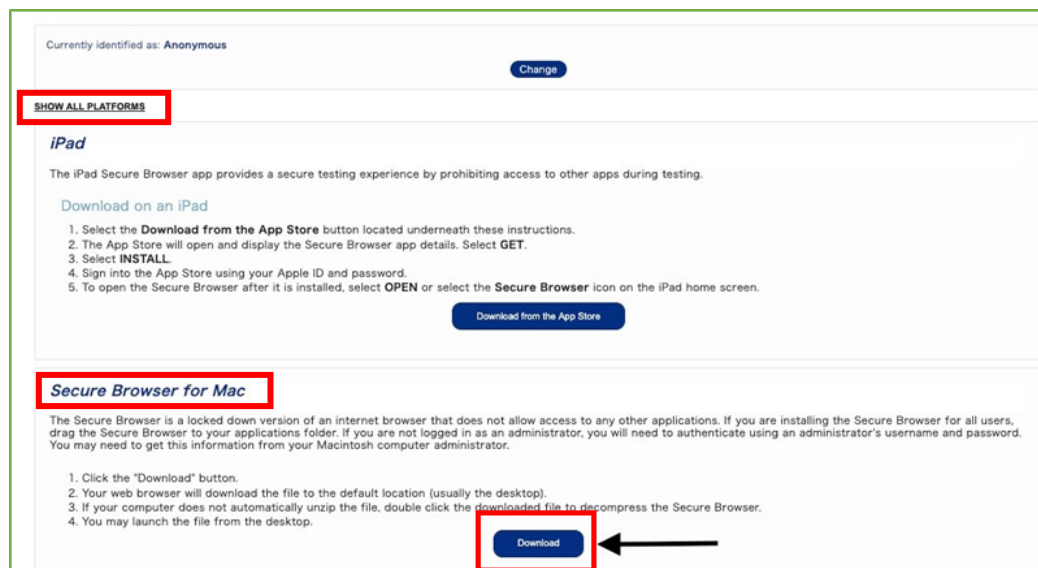 Currently identified as: Anonymous
Change
SHOW ALL PLATFORMS
iPad
The iPad Secure Browser app provides a secure testing experience by prohibiting access to other apps during testing.
Download on an iPad
1. Select the Download from the App Store button located underneath these instructions.
2. The App Store will open and display the Secure Browser app details. Select GET.
3. Select INSTALL.
4. Sign into the App Store using your Apple ID and password.
5. To open the Secure Browser after it is installed, select OPEN or select the Secure Browser icon on the iPad home screen.
Download from the App Store
Secure Browser for Mac
The Secure Browser is a locked down version of an internet browser that does not allow access to any other applications. If you are installing the Secure Browser for all users,
drag the Secure Browser to your applications folder. If you are not logged in as an administrator, you will need to authenticate using an administrator's username and password.
You may need to get this information from your Macintosh computer administrator.
1. Click the "Download" button.
2. Your web browser will download the file to the default location (usually the desktop).
3. If your computer does not automatically unzip the file, double click the downloaded file to decompress the Secure Browser.
4. You may launch the file from the desktop.
Download